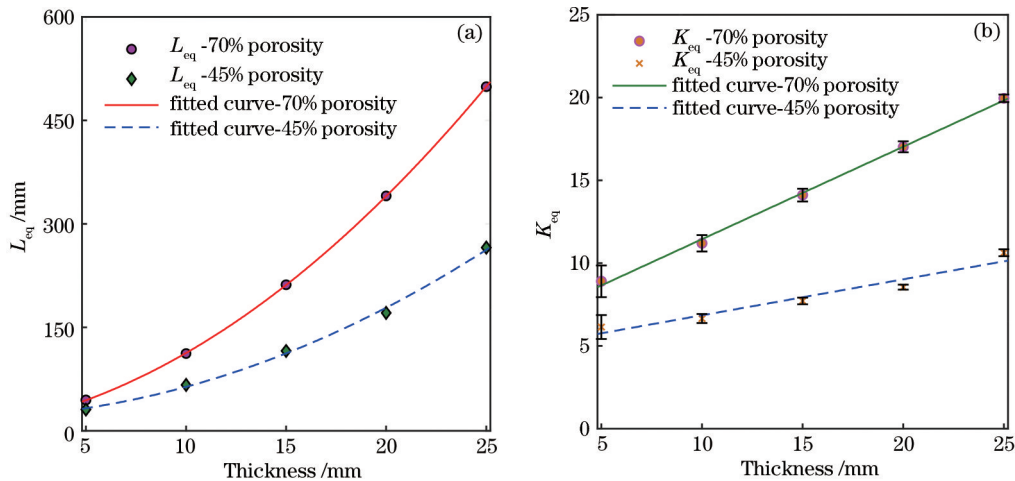 (a)
L_eq -70% porosity
L_eq -45% porosity
fitted curve-70% porosity
fitted curve-45% porosity
600
450
300
150
0
L_eq /mm
5 10 15 20 25
Thickness /mm
(b)
K_eq -70% porosity
K_eq -45% porosity
fitted curve-70% porosity
fitted curve-45% porosity
25
20
15
10
5
0
K_eq
5 10 15 20 25
Thickness /mm